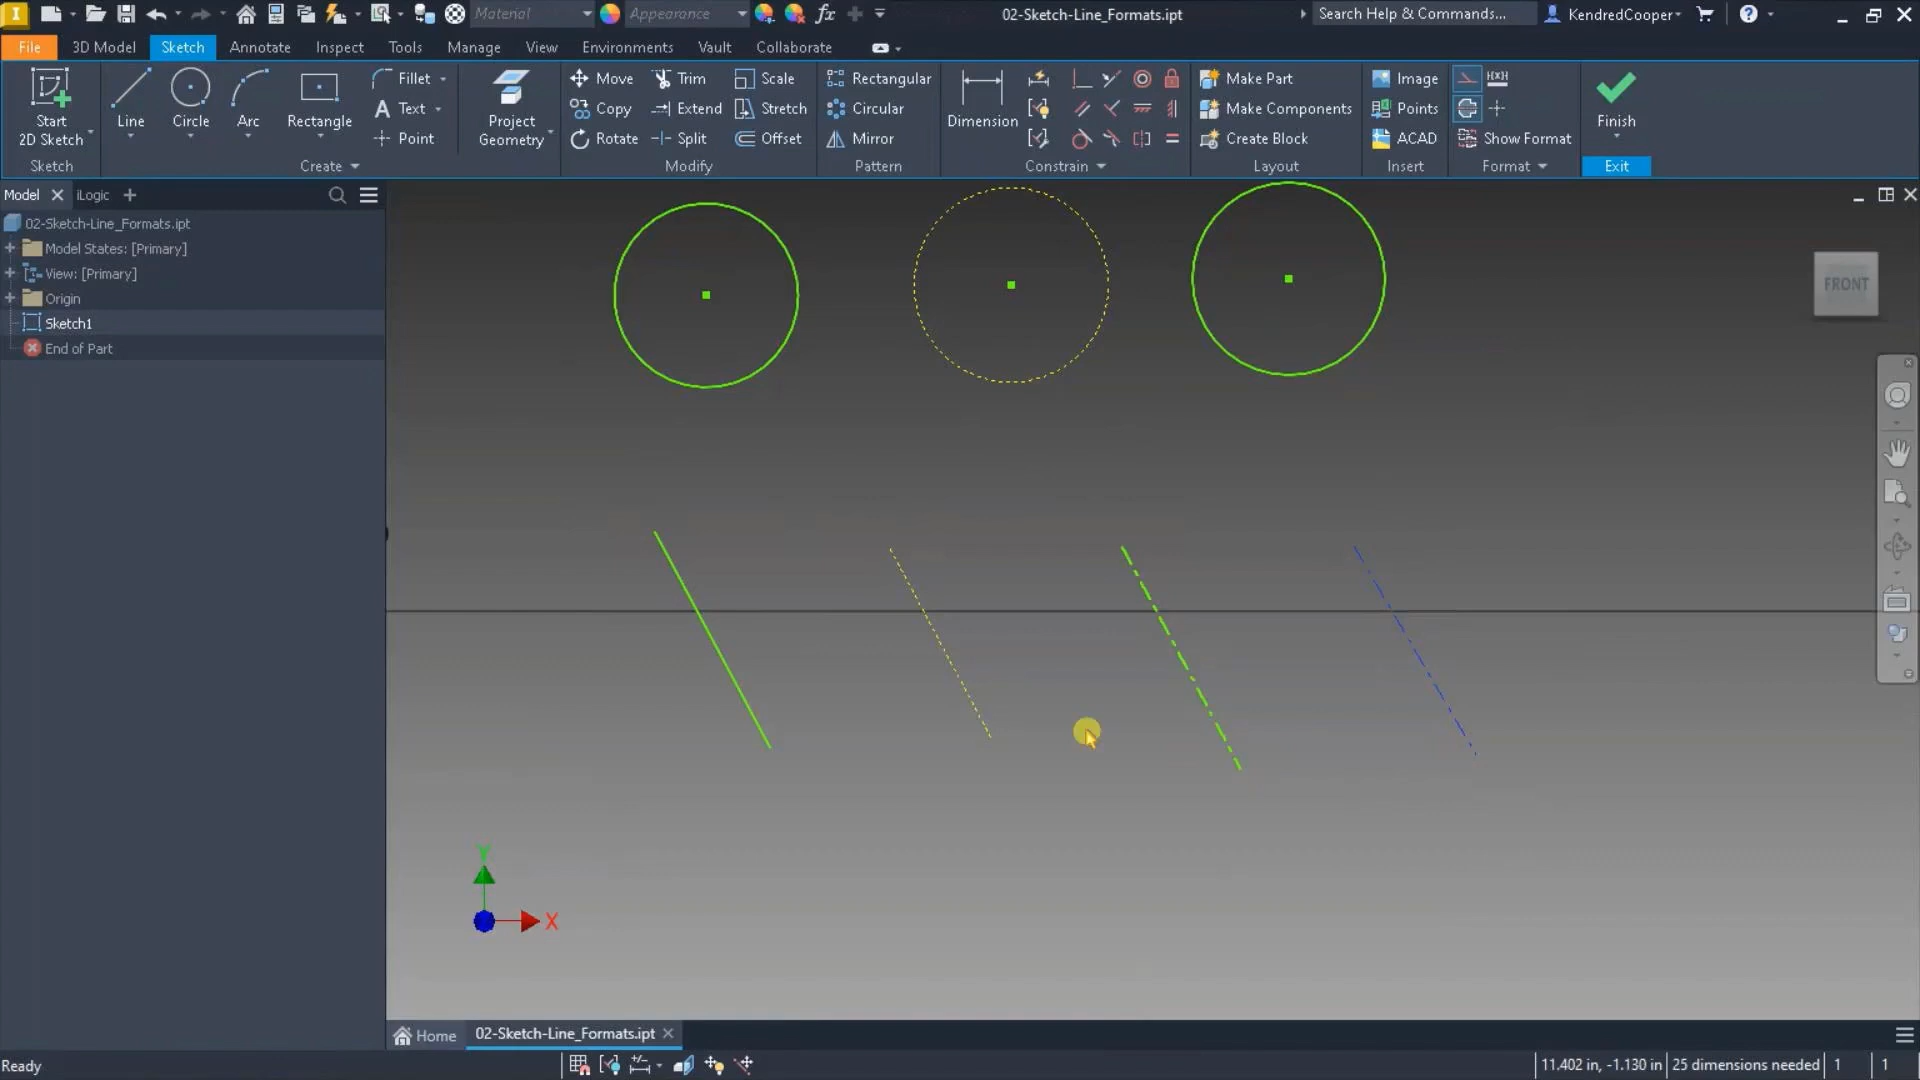 Material
Appearance
fx
02-Sketch-Line_Formats.ipt
Search Help & Commands...
KendredCooper
File
3D Model
Sketch
Annotate
Inspect
Tools
Manage
View
Environments
Vault
Collaborate
Start
2D Sketch
Sketch
Line
Circle
Arc
Rectangle
Fillet
Text
Point
Create
Project
Geometry
Move
Copy
Rotate
Trim
Extend
Split
Scale
Stretch
Offset
Modify
Rectangular
Circular
Mirror
Pattern
Dimension
Constrain
Make Part
Make Components
Create Block
Layout
Image
Points
ACAD
Insert
Show Format
Format
Finish
Exit
Model
iLogic
02-Sketch-Line_Formats.ipt
Model States: [Primary]
View: [Primary]
Origin
Sketch1
End of Part
FRONT
Y
X
Home
02-Sketch-Line_Formats.ipt
Ready
11.402 in, -1.130 in
25 dimensions needed
1
1